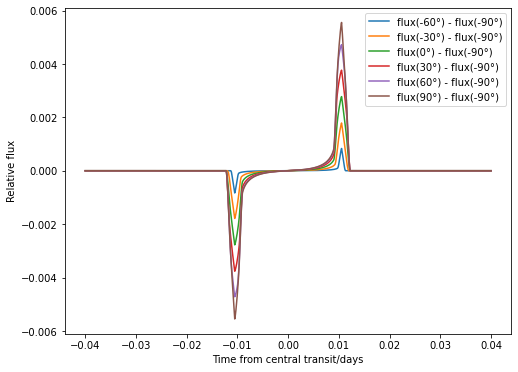 0.006
0.004
0.002
0.000
−0.002
−0.004
−0.006
Relative flux
flux(-60°) - flux(-90°)
flux(-30°) - flux(-90°)
flux(0°) - flux(-90°)
flux(30°) - flux(-90°)
flux(60°) - flux(-90°)
flux(90°) - flux(-90°)
−0.04 −0.03 −0.02 −0.01 0.00 0.01 0.02 0.03 0.04
Time from central transit/days